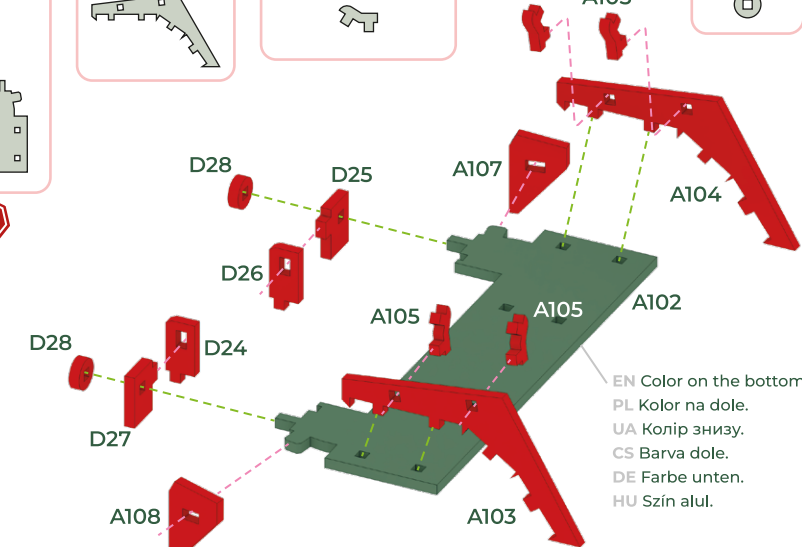 A105
D28
D25
A107
A104
D26
A102
A105
A105
D28
D24
D27
EN Color on the bottom
PL Kolor na dole.
UA Колір знизу.
CS Barva dole.
DE Farbe unten.
HU Szín alul.
A108
A103